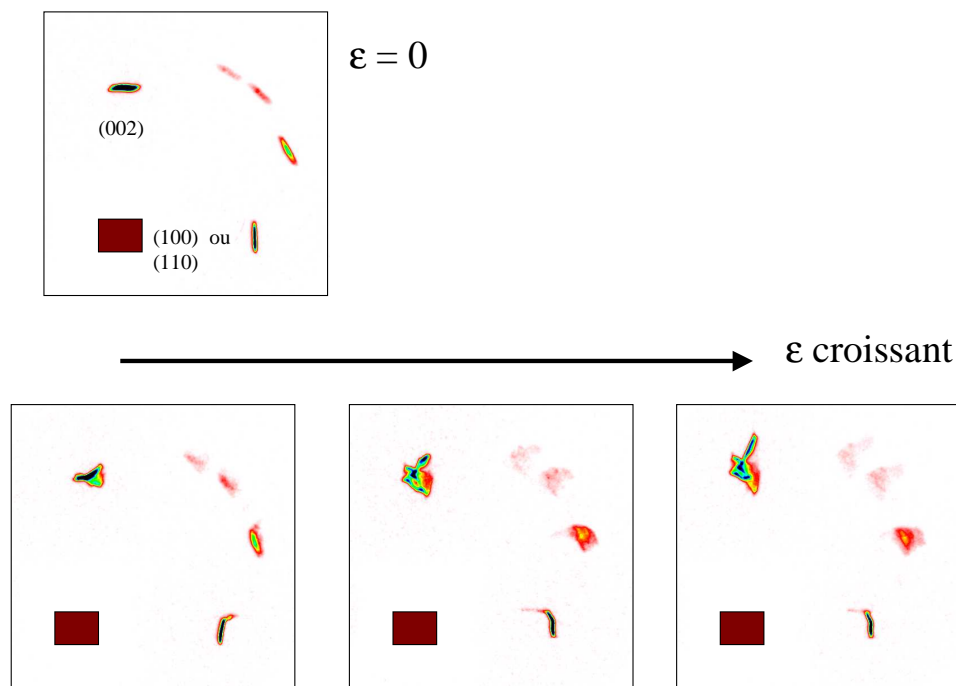 ε = 0
(002)
(100) ou
(110)
ε croissant